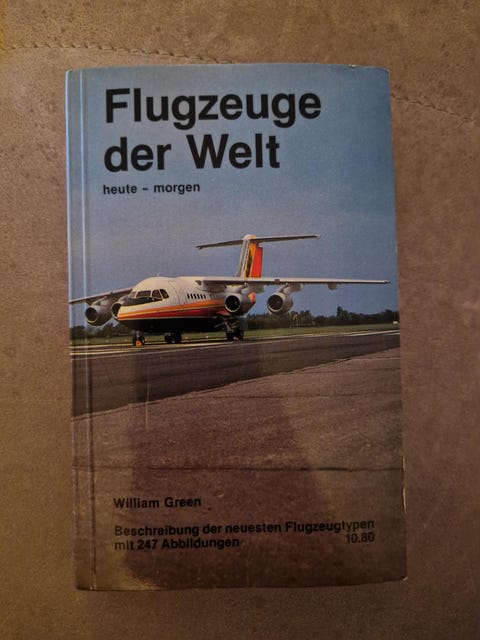 Flugzeuge
der Welt
heute – morgen
William Green
Beschreibung der neuesten Flugzeugtypen
mit 247 Abbildungen 10.80